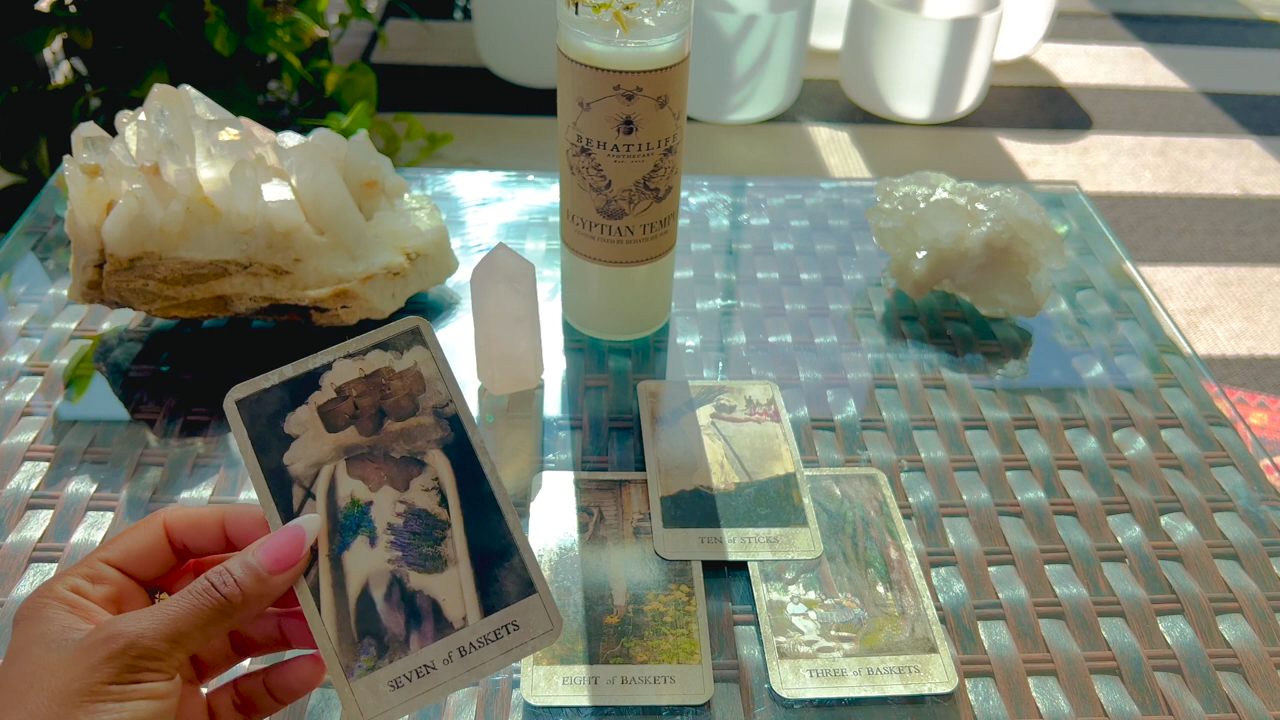 BEHATILIFE
APOTHECARY
EGYPTIAN TEMP
TEN of STICKS
SEVEN of BASKETS
EIGHT of BASKETS
THREE of BASKETS